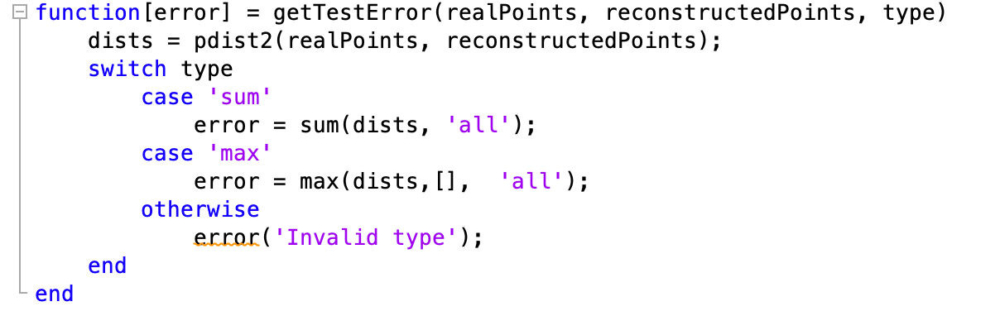 function[error] = getTestError(realPoints, reconstructedPoints, type)
    dists = pdist2(realPoints, reconstructedPoints);
    switch type
        case 'sum'
            error = sum(dists, 'all');
        case 'max'
            error = max(dists,[],  'all');
        otherwise
            error('Invalid type');
    end
end